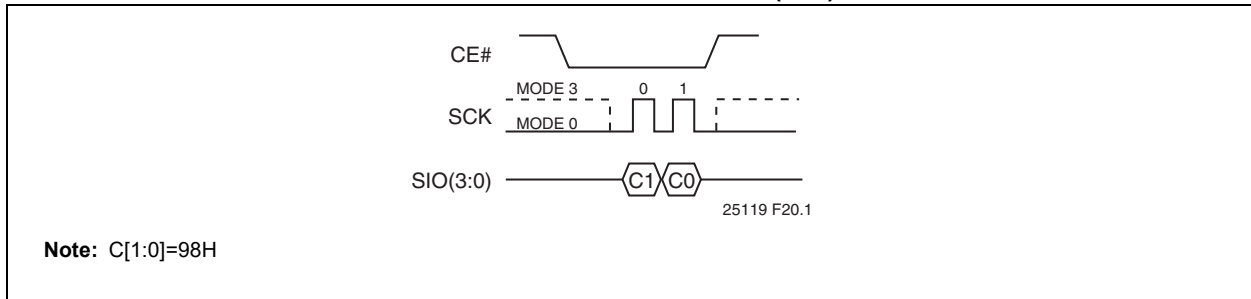 CE#
MODE 3 0 1
SCK
MODE 0
SIO(3:0) C1 C0
25119 F20.1
Note: C[1:0]=98H